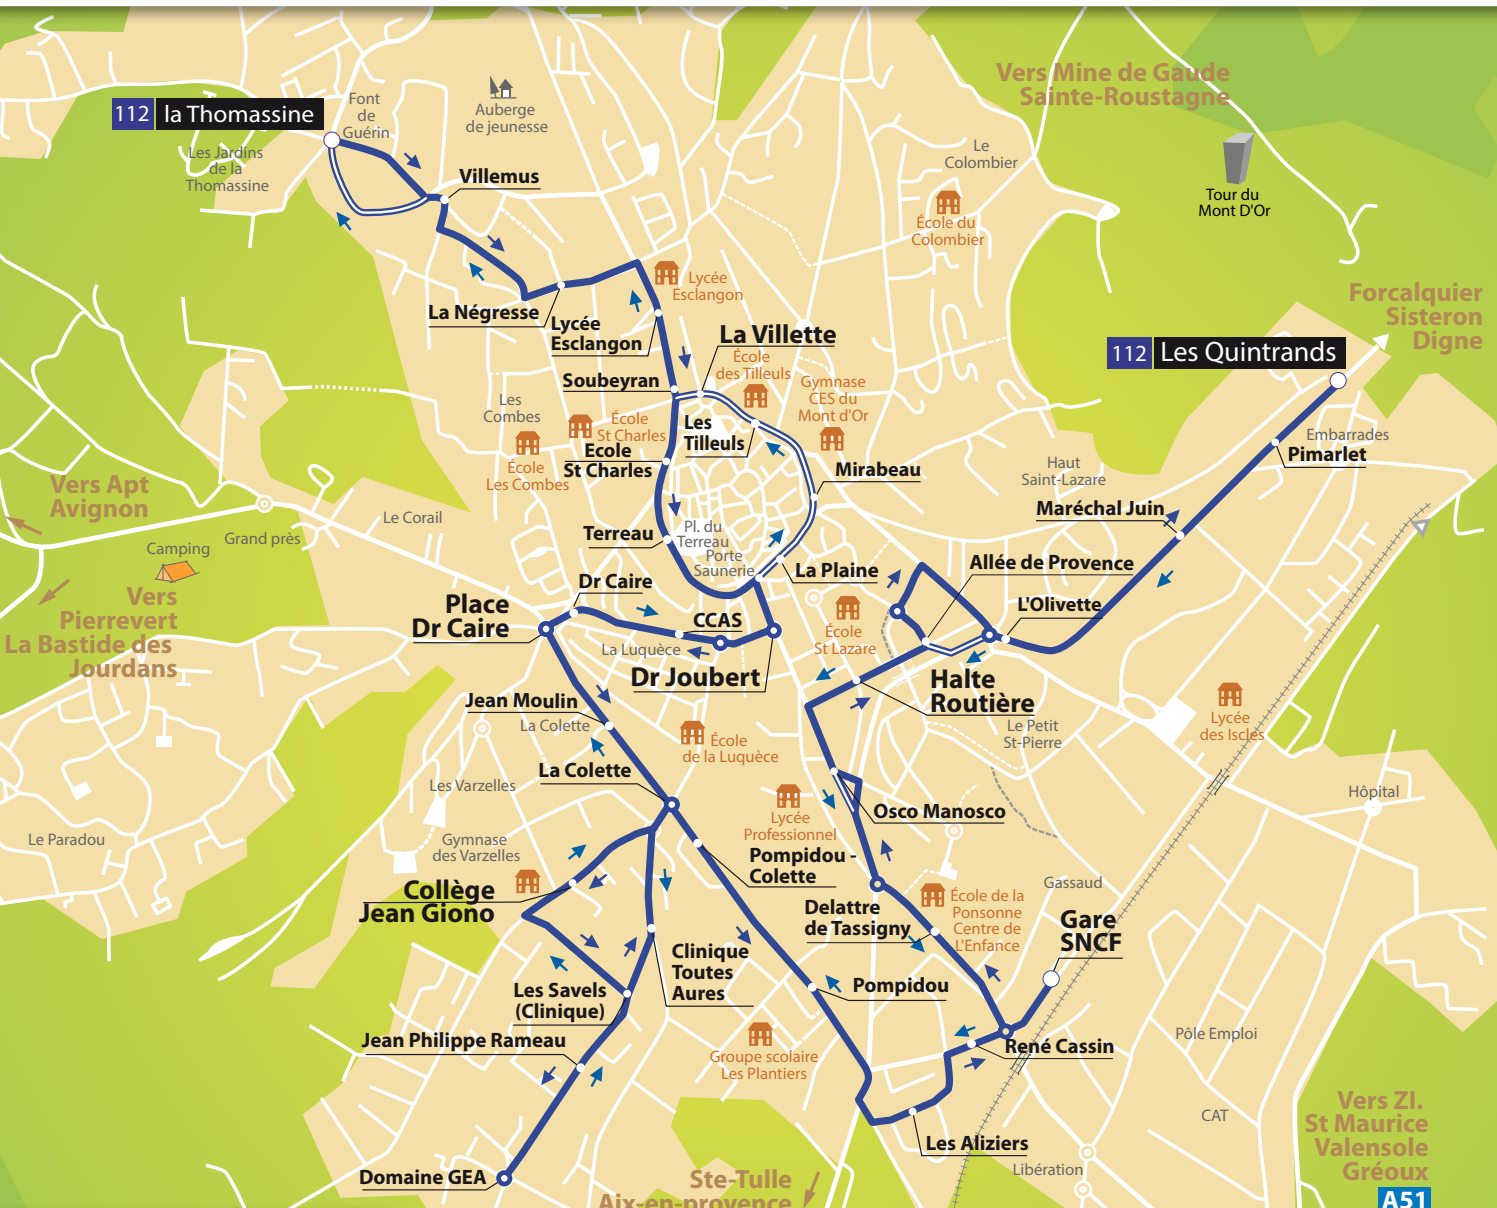 Vers Mine de Gaude
Sainte-Roustagne
112 la Thomassine
Font
de
Guérin
Auberge
de jeunesse
Les Jardins
de la
Thomassine
Villemus
Le
Colombier
École du
Colombier
Tour du
Mont D'Or
La Négresse
Lycée
Esclangon
Lycée
Esclangon
La Villette
École
des Tilleuls
Gymnase
CES du
Mont d'Or
Forcalquier
Sisteron
Digne
112 Les Quintrands
Soubeyran
Les
Combes
École
St Charles
Ecole
St Charles
École
Les Combes
Les
Tilleuls
Mirabeau
Embarrades
Pimarlet
Haut
Saint-Lazare
Maréchal Juin
Vers Apt
Avignon
Le Corail
Grand près
Camping
Terreau
Pl. du
Terreau
Porte
Saunerie
La Plaine
Allée de Provence
L'Olivette
Vers
Pierrevert
La Bastide des
Jourdans
Dr Caire
Place
Dr Caire
CCAS
La Luquèce
Dr Joubert
École
St Lazare
Halte
Routière
Le Petit
St-Pierre
Lycée
des Iscles
Jean Moulin
La Colette
École
de la Luquèce
La Colette
Les Varzelles
Hôpital
Lycée
Professionnel
Osco Manosco
Le Paradou
Gymnase
des Varzelles
Pompidou -
Colette
Collège
Jean Giono
Delattre
de Tassigny
École de la
Ponsonne
Centre de
L'Enfance
Gassaud
Gare
SNCF
Clinique
Toutes
Aures
Les Savels
(Clinique)
Pompidou
Jean Philippe Rameau
Groupe scolaire
Les Plantiers
René Cassin
Pôle Emploi
CAT
Les Aliziers
Libération
Domaine GEA
Ste-Tulle
Aix-en-provence
Vers ZI.
St Maurice
Valensole
Gréoux
A51